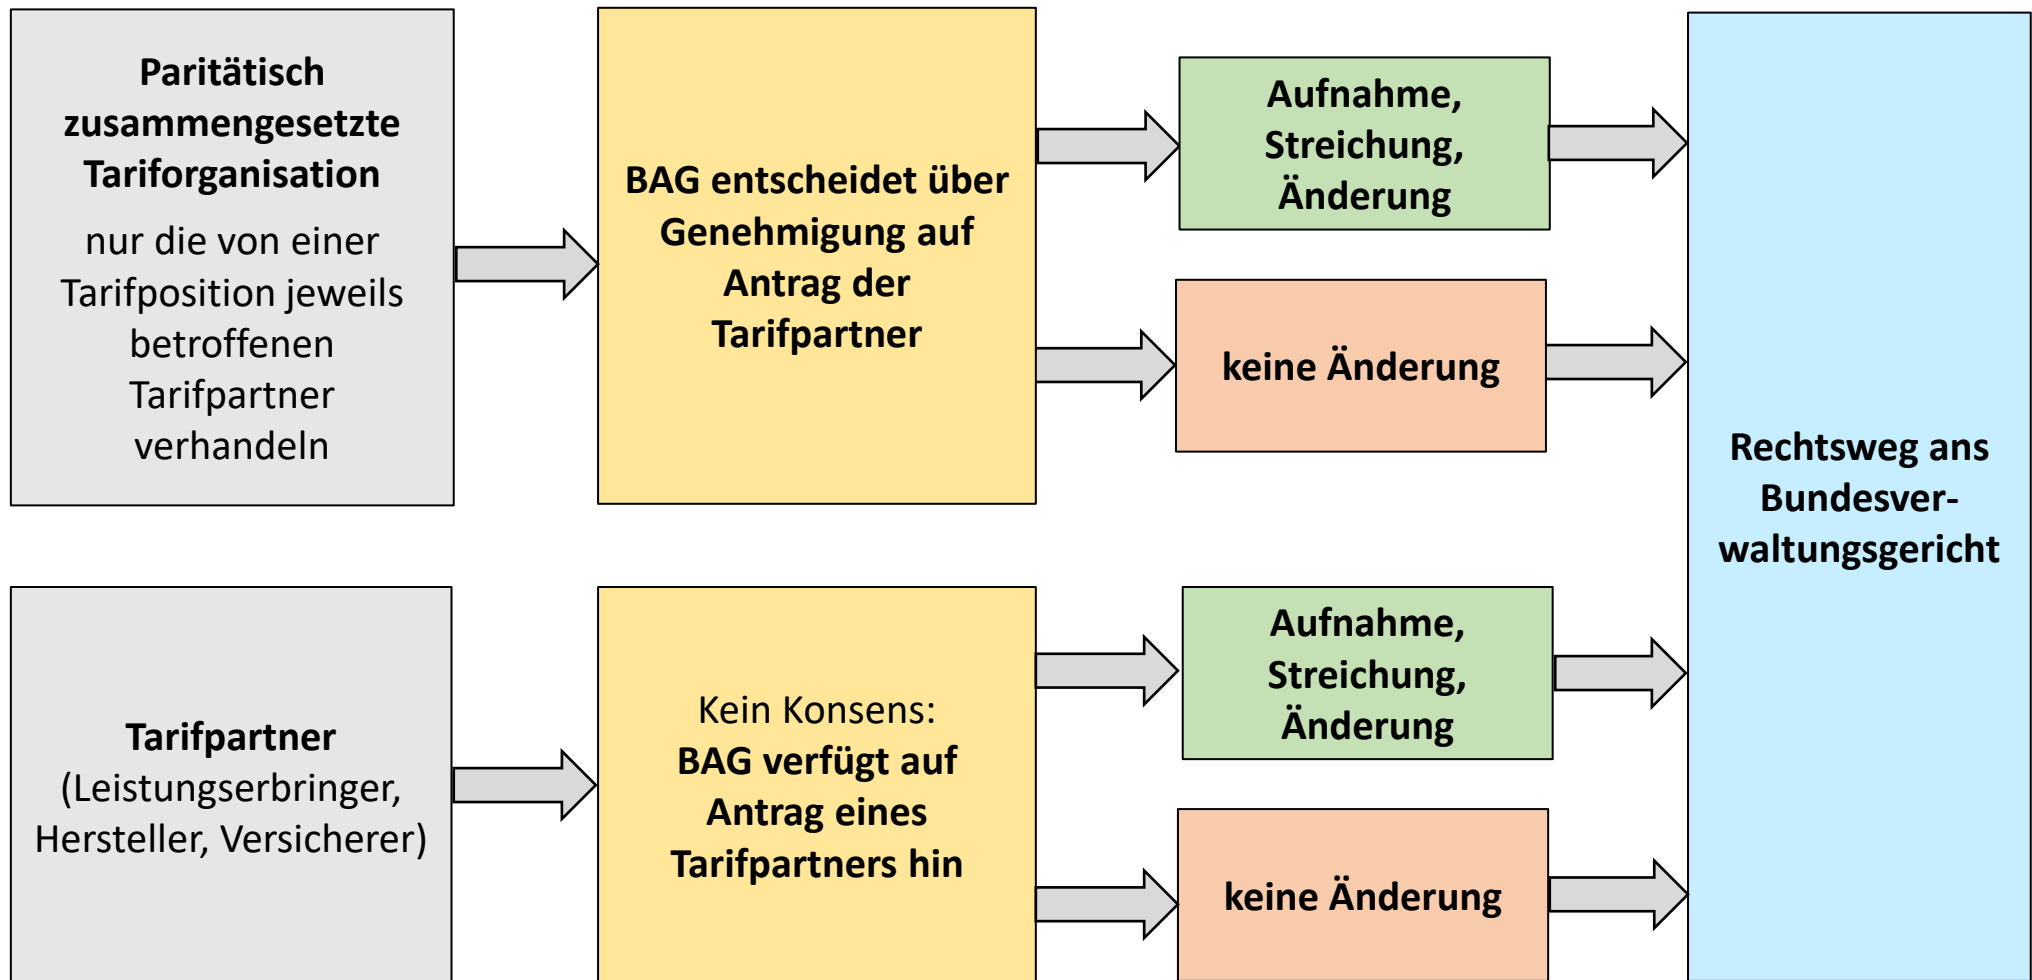 Paritätisch
zusammengesetzte
Tariforganisation
nur die von einer
Tarifposition jeweils
betroffenen
Tarifpartner
verhandeln
BAG entscheidet über
Genehmigung auf
Antrag der
Tarifpartner
Aufnahme,
Streichung,
Änderung
keine Änderung
Rechtsweg ans
Bundesver-
waltungsgericht
Tarifpartner
(Leistungserbringer,
Hersteller, Versicherer)
Kein Konsens:
BAG verfügt auf
Antrag eines
Tarifpartners hin
Aufnahme,
Streichung,
Änderung
keine Änderung